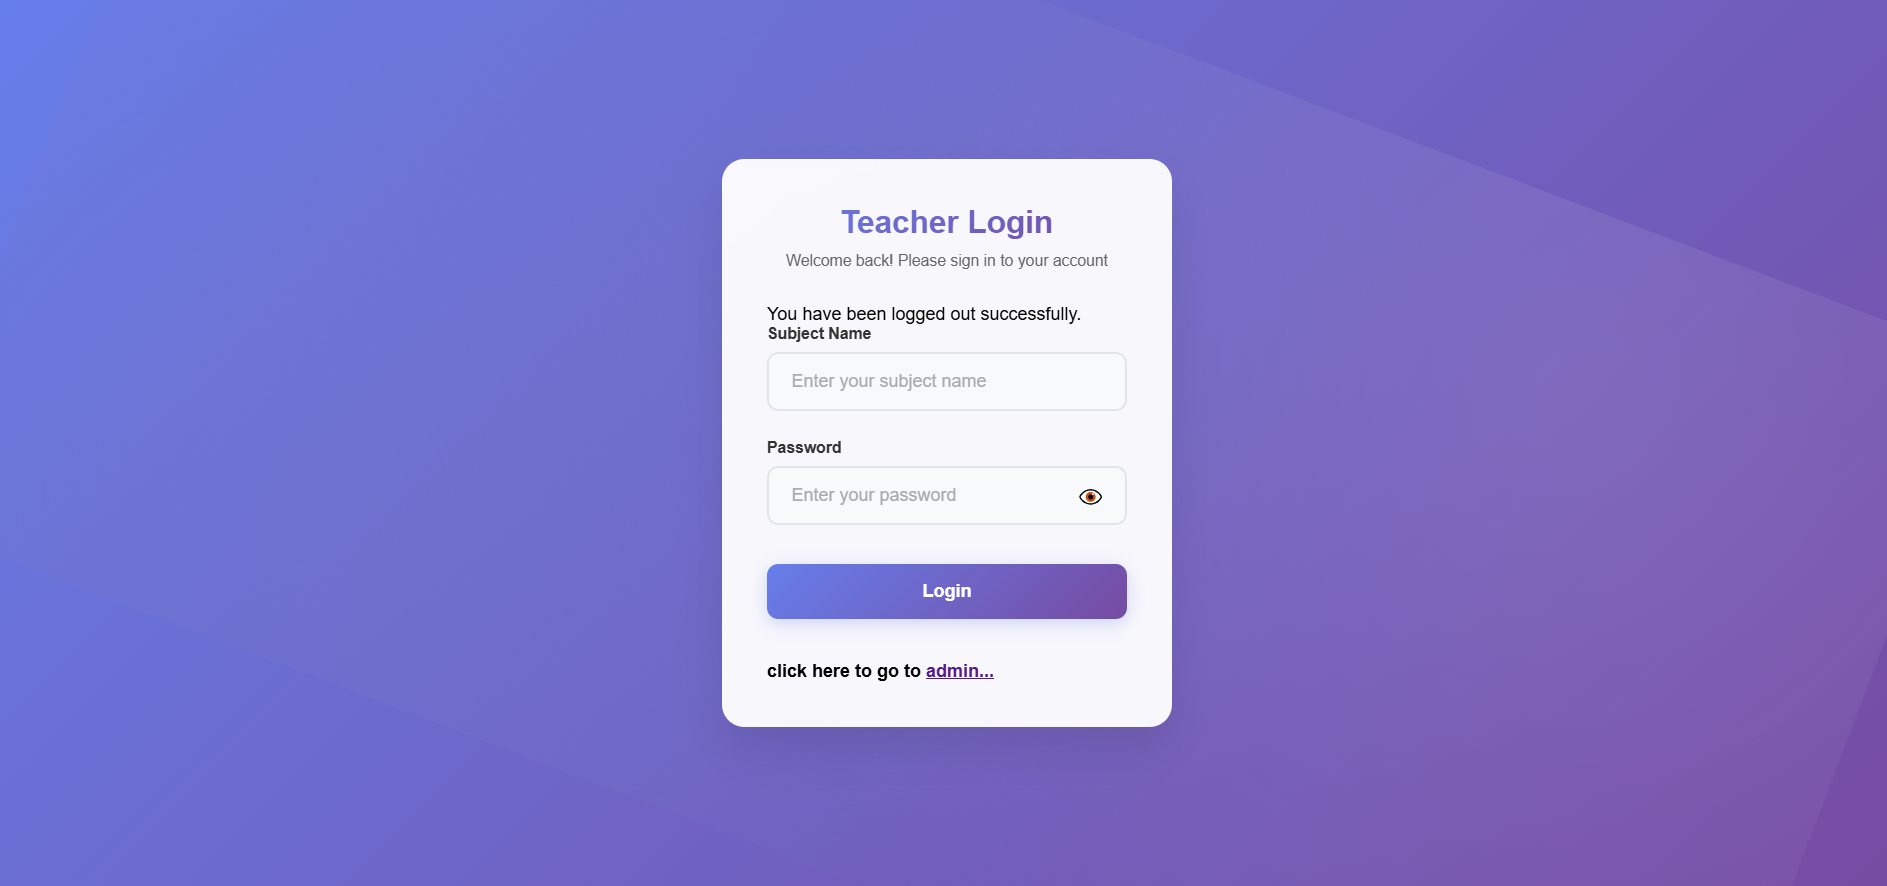 Teacher Login
Welcome back! Please sign in to your account
You have been logged out successfully.
Subject Name
Enter your subject name
Password
Enter your password
Login
click here to go to admin...